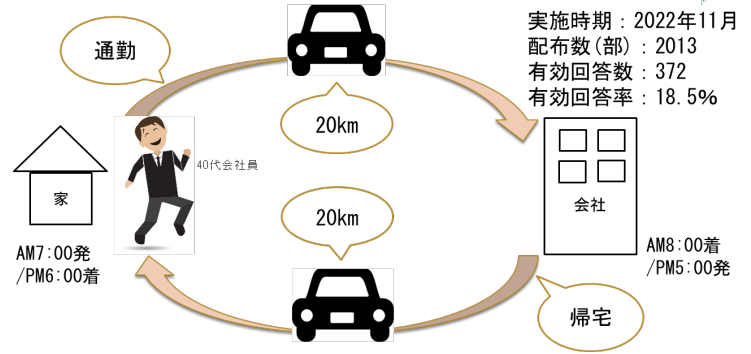 通勤
実施時期：2022年11月
配布数(部)：2013
有効回答数：372
有効回答率：18.5%
20km
40代会社員
家
会社
20km
AM7:00発
/PM6:00着
AM8:00着
/PM5:00発
帰宅